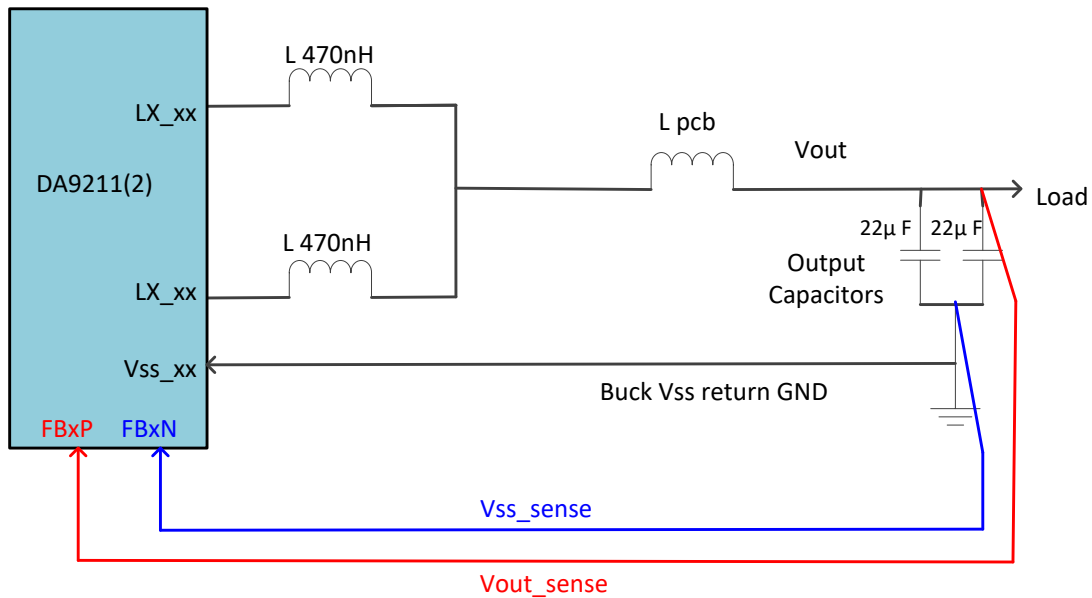 L 470nH
LX_xx
L pcb
Vout
DA9211(2)
Load
22µ F 22µ F
L 470nH
Output
Capacitors
LX_xx
Vss_xx
Buck Vss return GND
FBxP FBxN
Vss_sense
Vout_sense